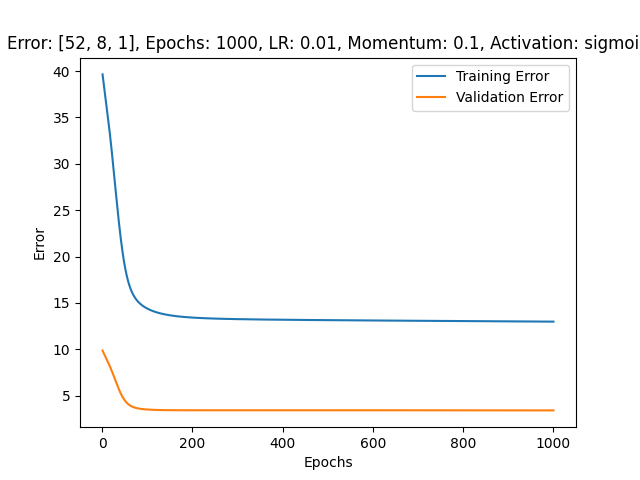 Error: [52, 8, 1], Epochs: 1000, LR: 0.01, Momentum: 0.1, Activation: sigmoi
Training Error
Validation Error
40
35
30
25
20
15
10
5
Error
0
200
400
600
800
1000
Epochs